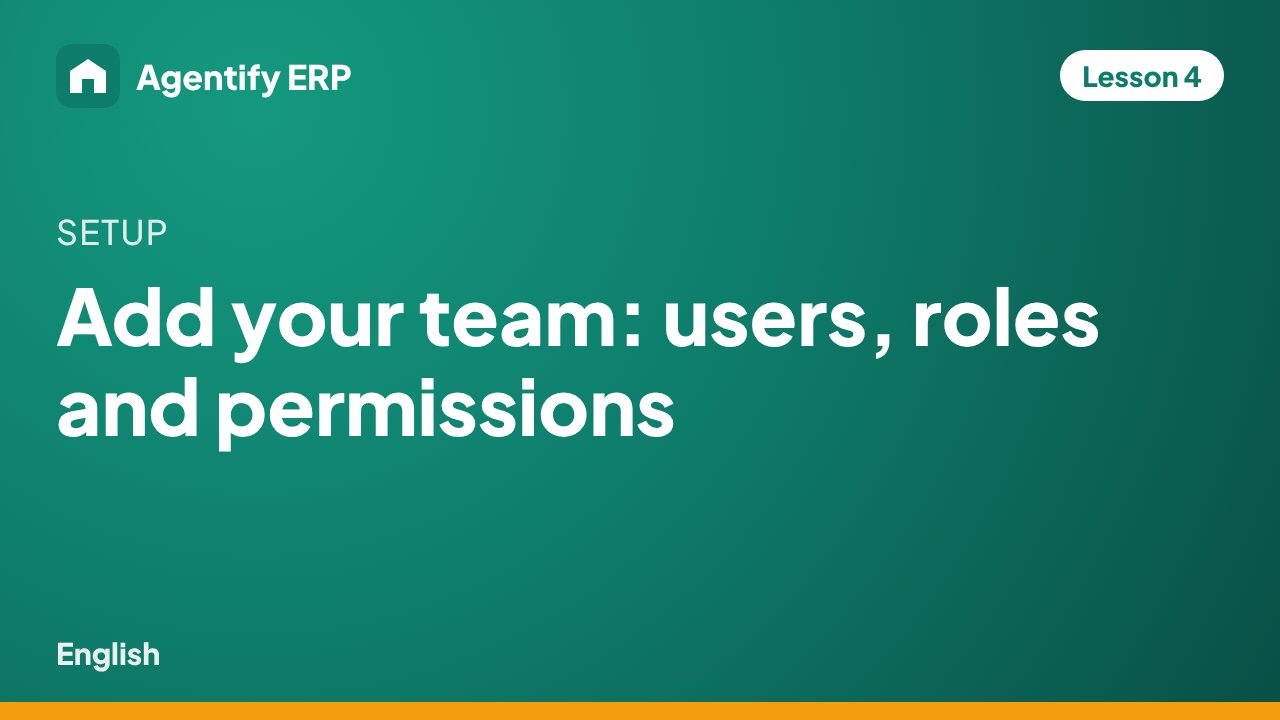 Agentify ERP
Lesson 4
SETUP
Add your team: users, roles
and permissions
English